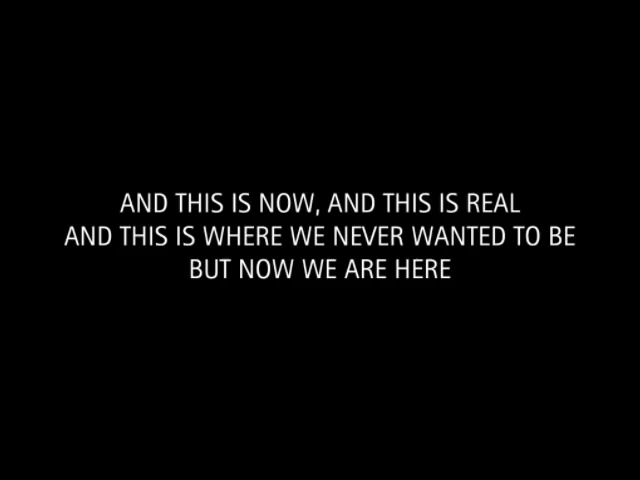 AND THIS IS NOW, AND THIS IS REAL
AND THIS IS WHERE WE NEVER WANTED TO BE
BUT NOW WE ARE HERE